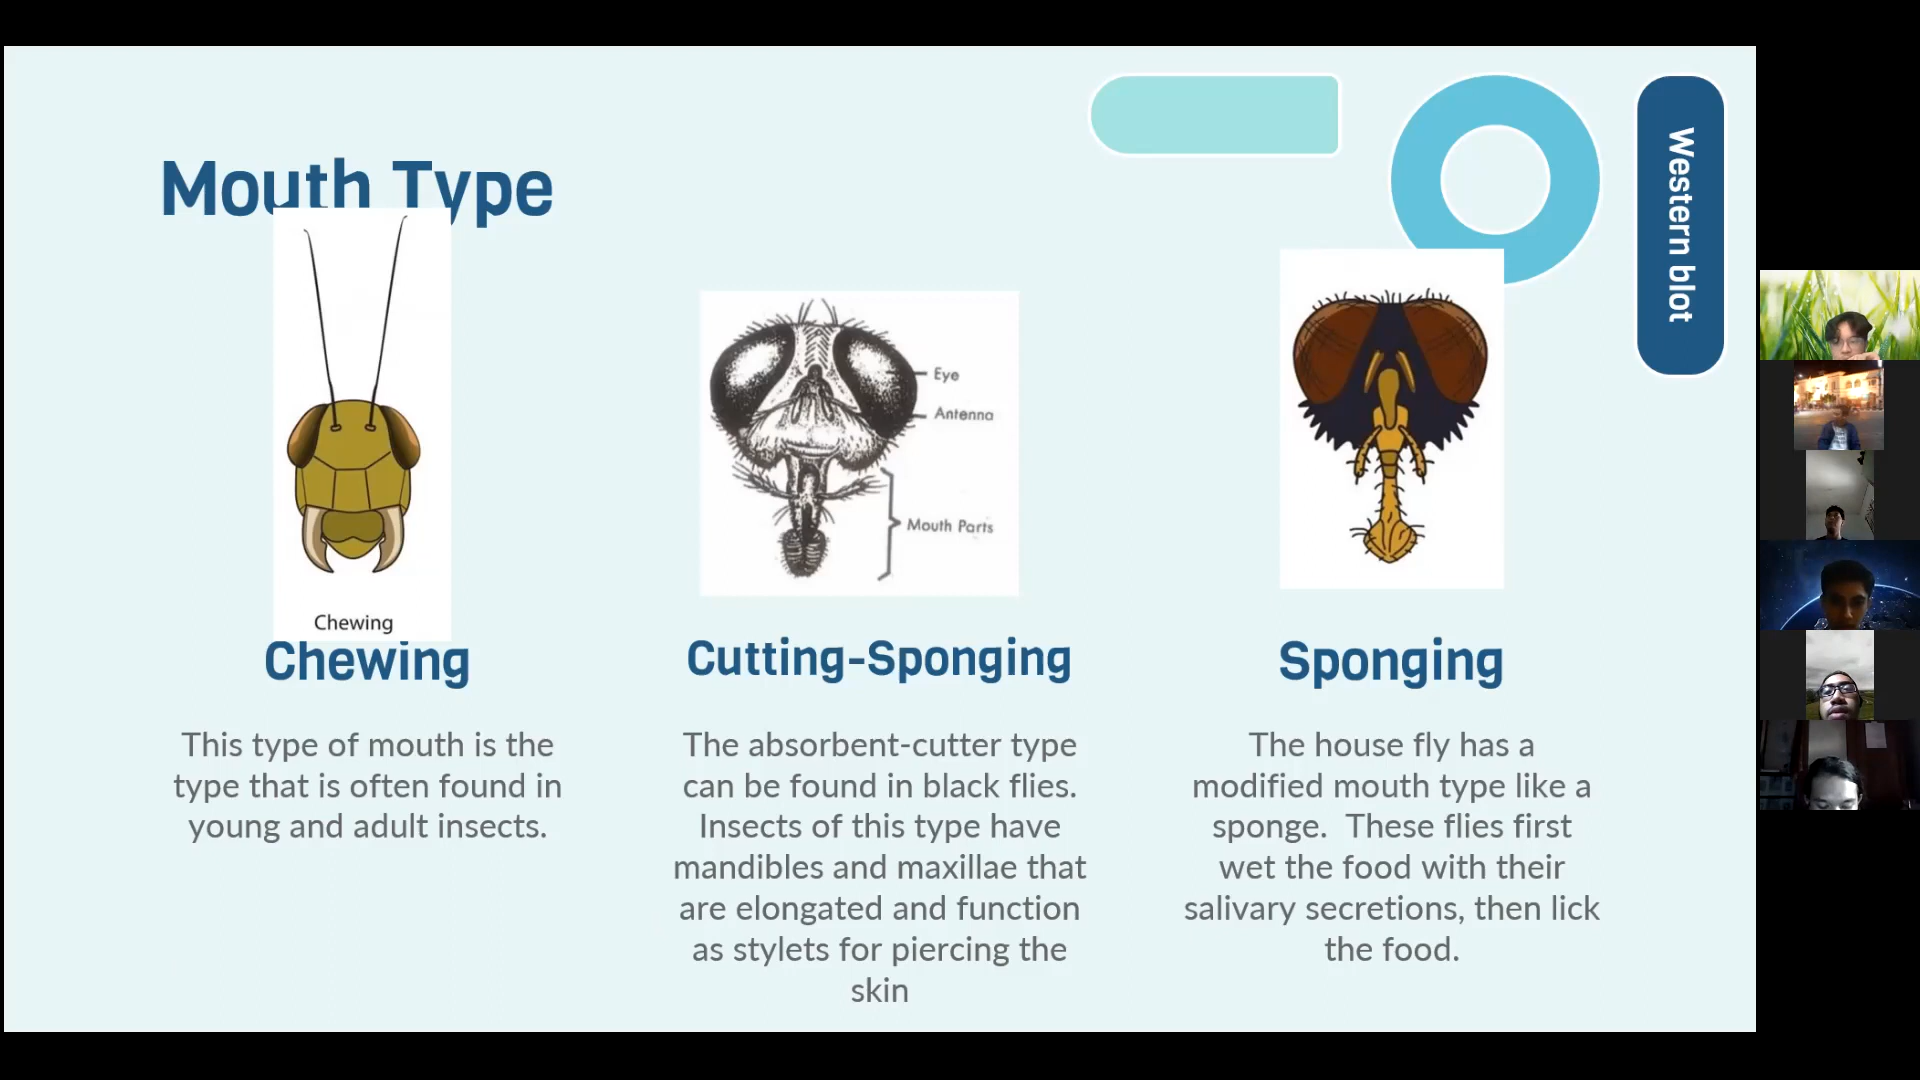 Mouth Type
Western blot
Eye
Antenna
Mouth Parts
Chewing
Chewing
This type of mouth is the
type that is often found in
young and adult insects.
Cutting-Sponging
The absorbent-cutter type
can be found in black flies.
Insects of this type have
mandibles and maxillae that
are elongated and function
as stylets for piercing the
skin
Sponging
The house fly has a
modified mouth type like a
sponge.  These flies first
wet the food with their
salivary secretions, then lick
the food.